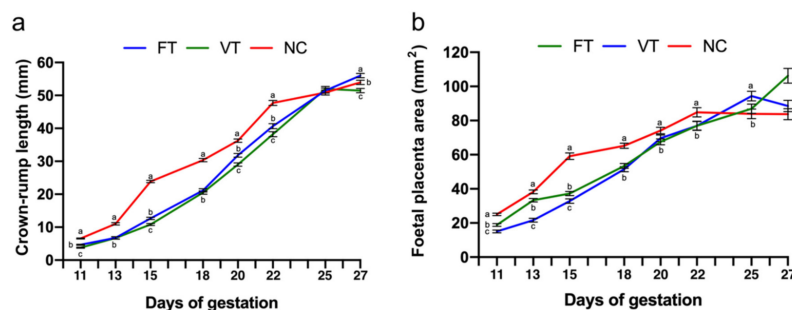 a
FT VT NC
Crown-rump length (mm)
60
50
40
30
20
10
0
a
b
c
a
a
b
c
a
b
a
b
c
a
b
c
a
b
c
11 13 15 18 20 22 25 27
Days of gestation
b
FT VT NC
Foetal placenta area (mm²)
120
100
80
60
40
20
0
a
b
c
a
b
c
a
b
c
a
b
a
b
a
b
a
b
11 13 15 18 20 22 25 27
Days of gestation